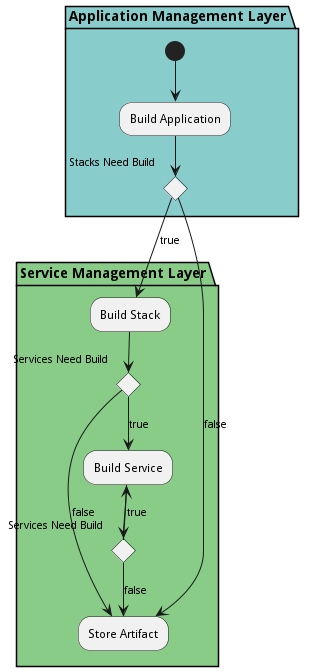 Application Management Layer
Build Application
Stacks Need Build
true
Service Management Layer
Build Stack
Services Need Build
true
false
Build Service
false
Services Need Build
true
false
Store Artifact